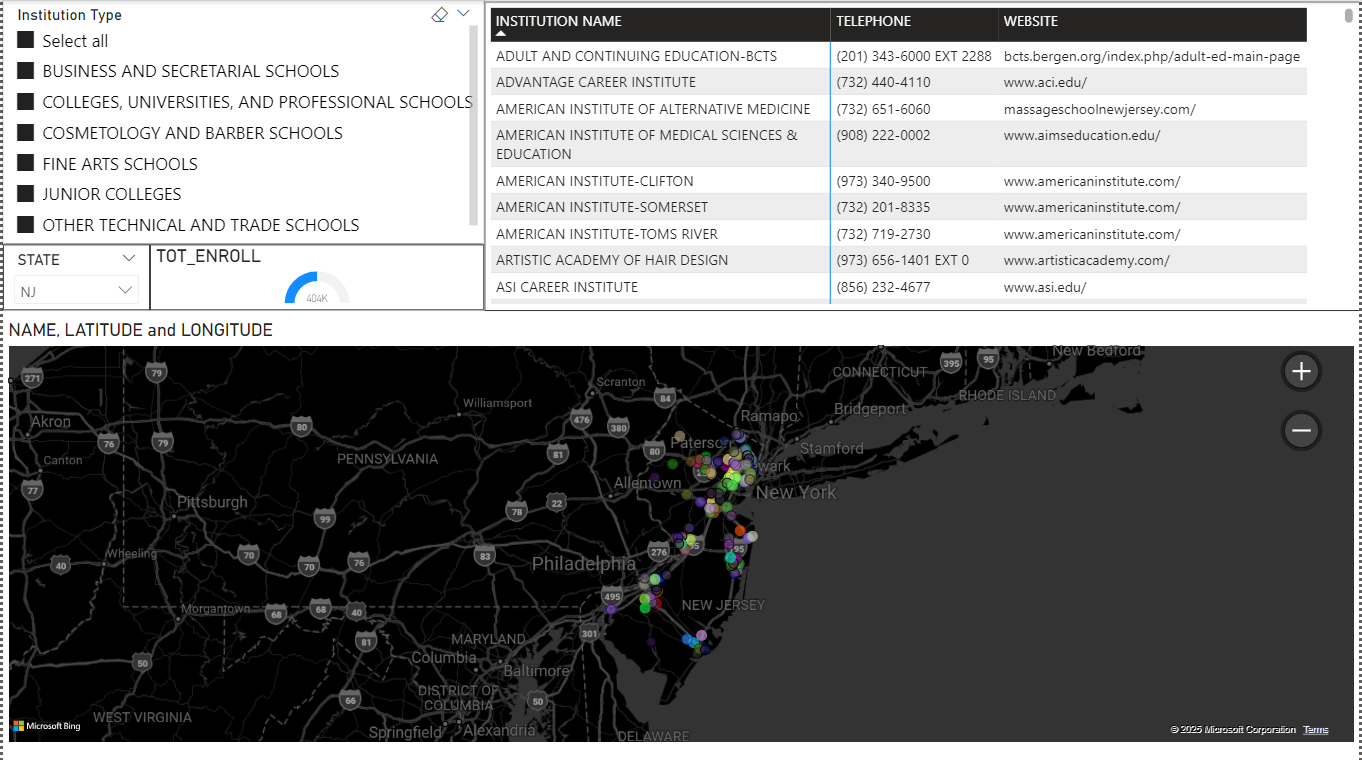 Institution Type
Select all
BUSINESS AND SECRETARIAL SCHOOLS
COLLEGES, UNIVERSITIES, AND PROFESSIONAL SCHOOLS
COSMETOLOGY AND BARBER SCHOOLS
FINE ARTS SCHOOLS
JUNIOR COLLEGES
OTHER TECHNICAL AND TRADE SCHOOLS
STATE
NJ
TOT_ENROLL
404K
INSTITUTION NAME TELEPHONE WEBSITE
ADULT AND CONTINUING EDUCATION-BCTS (201) 343-6000 EXT 2288 bcts.bergen.org/index.php/adult-ed-main-page
ADVANTAGE CAREER INSTITUTE (732) 440-4110 www.aci.edu/
AMERICAN INSTITUTE OF ALTERNATIVE MEDICINE (732) 651-6060 massageschoolnewjersey.com/
AMERICAN INSTITUTE OF MEDICAL SCIENCES & (908) 222-0002 www.aimseducation.edu/
EDUCATION
AMERICAN INSTITUTE-CLIFTON (973) 340-9500 www.americaninstitute.com/
AMERICAN INSTITUTE-SOMERSET (732) 201-8335 www.americaninstitute.com/
AMERICAN INSTITUTE-TOMS RIVER (732) 719-2730 www.americaninstitute.com/
ARTISTIC ACADEMY OF HAIR DESIGN (973) 656-1401 EXT 0 www.artisticacademy.com/
ASI CAREER INSTITUTE (856) 232-4677 www.asi.edu/
NAME, LATITUDE and LONGITUDE
New Bedford
395
95
CONNECTICUT
271
79
Scranton
RHODE ISLAND
84
Williamsport
Bridgeport
Ramapo
Akron
476
380
80
76
79
Paterson
Stamford
80
81
PENNSYLVANIA
Canton
77
Allentown
New York
Pittsburgh
22
78
99
Wheeling
276
70
83
40
70
76
Philadelphia
495
NEW JERSEY
Morgantown
68
68
40
301
MARYLAND
81
Columbia
50
Baltimore
DISTRICT OF
COLUMBIA
66
50
WEST VIRGINIA
Springfield
Alexandria
DELAWARE
Microsoft Bing
© 2025 Microsoft Corporation Terms